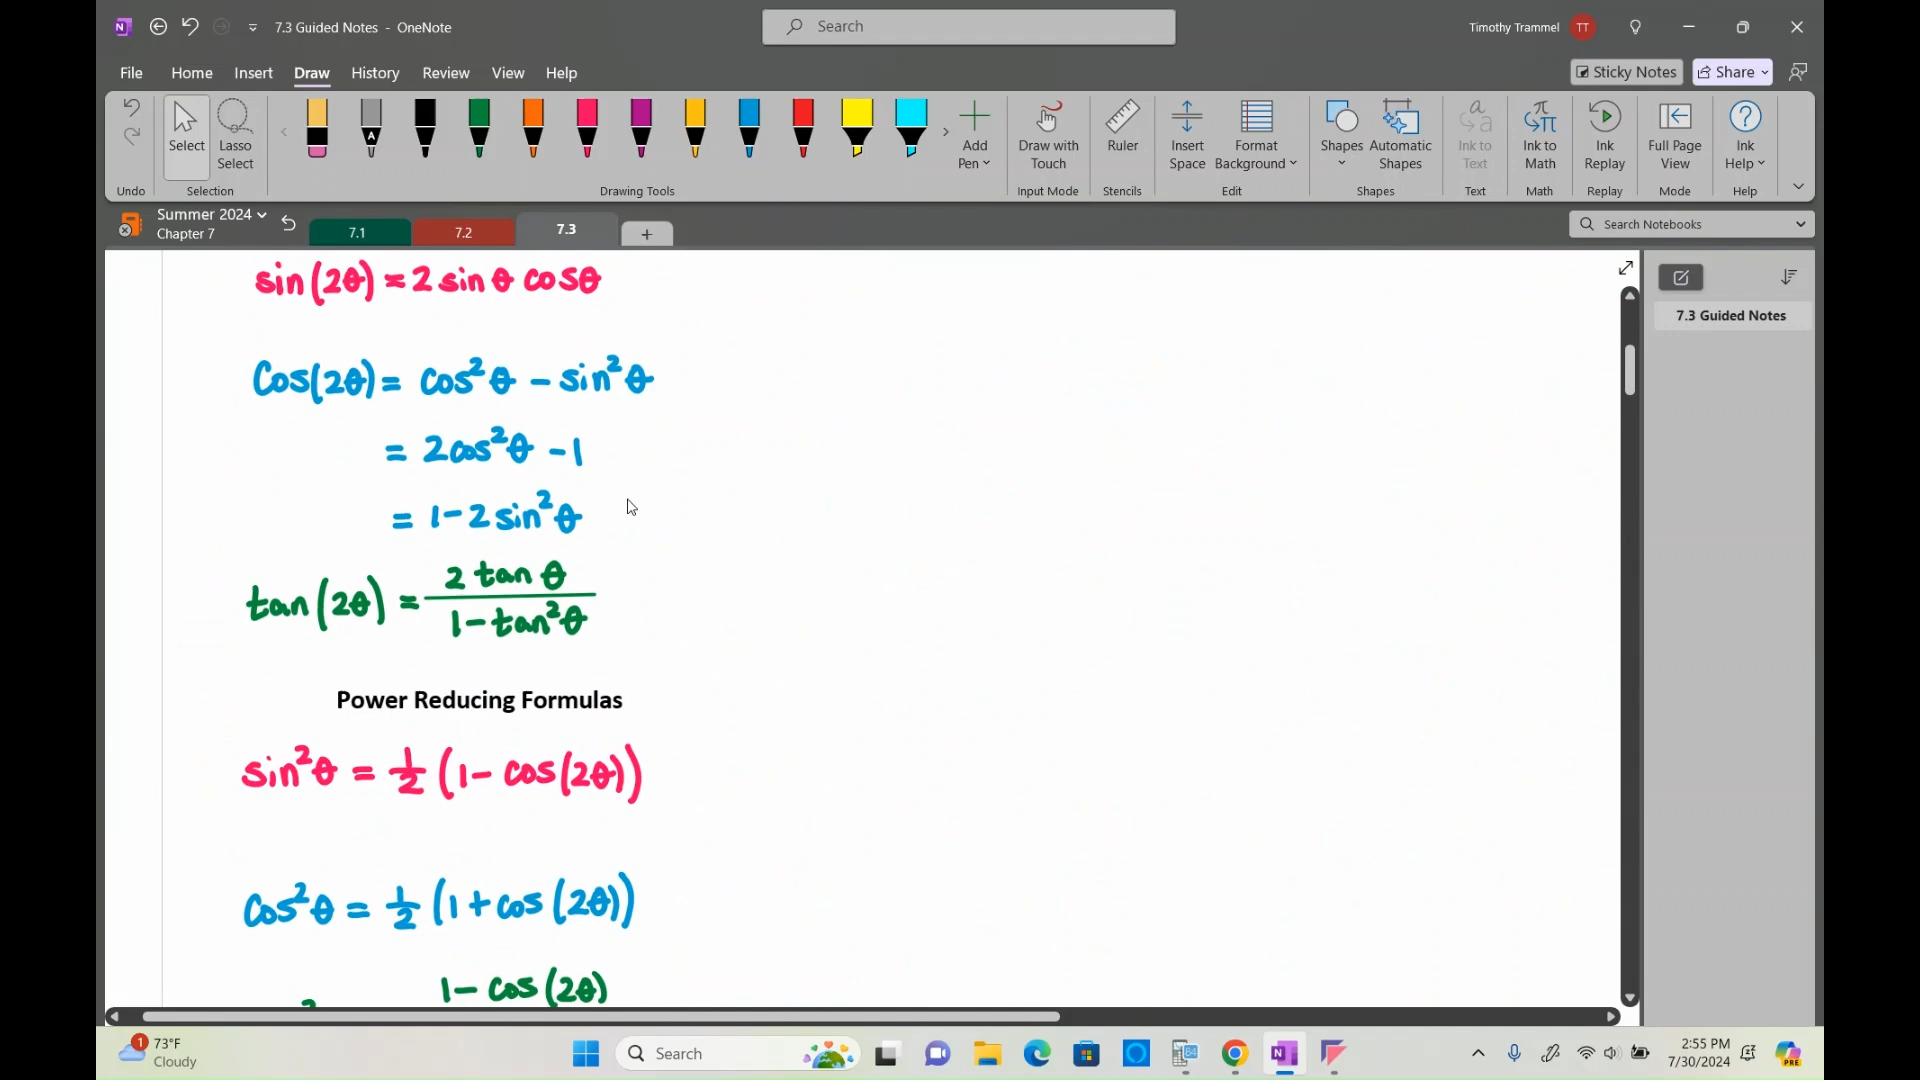 7.3 Guided Notes - OneNote
Search
Timothy Trammel TT
File Home Insert Draw History Review View Help
Sticky Notes Share
Select
Lasso Select
Add Pen
Draw with Touch
Ruler
Insert Space
Format Background
Shapes
Automatic Shapes
Ink to Text
Ink to Math
Ink Replay
Full Page View
Ink Help
Undo Selection Drawing Tools Input Mode Stencils Edit Shapes Text Math Replay Mode Help
Summer 2024
Chapter 7
7.1 7.2 7.3 +
Search Notebooks
7.3 Guided Notes
sin(2θ) = 2 sin θ cos θ
Cos(2θ) = cos²θ - sin²θ
= 2cos²θ - 1
= 1 - 2 sin²θ
tan(2θ) = 2 tan θ / 1 - tan²θ
Power Reducing Formulas
sin²θ = ½ (1 - cos(2θ))
Cos²θ = ½ (1 + cos(2θ))
1 - cos(2θ)
2
1
73°F
Cloudy
Search
PRE
2:55 PM
7/30/2024